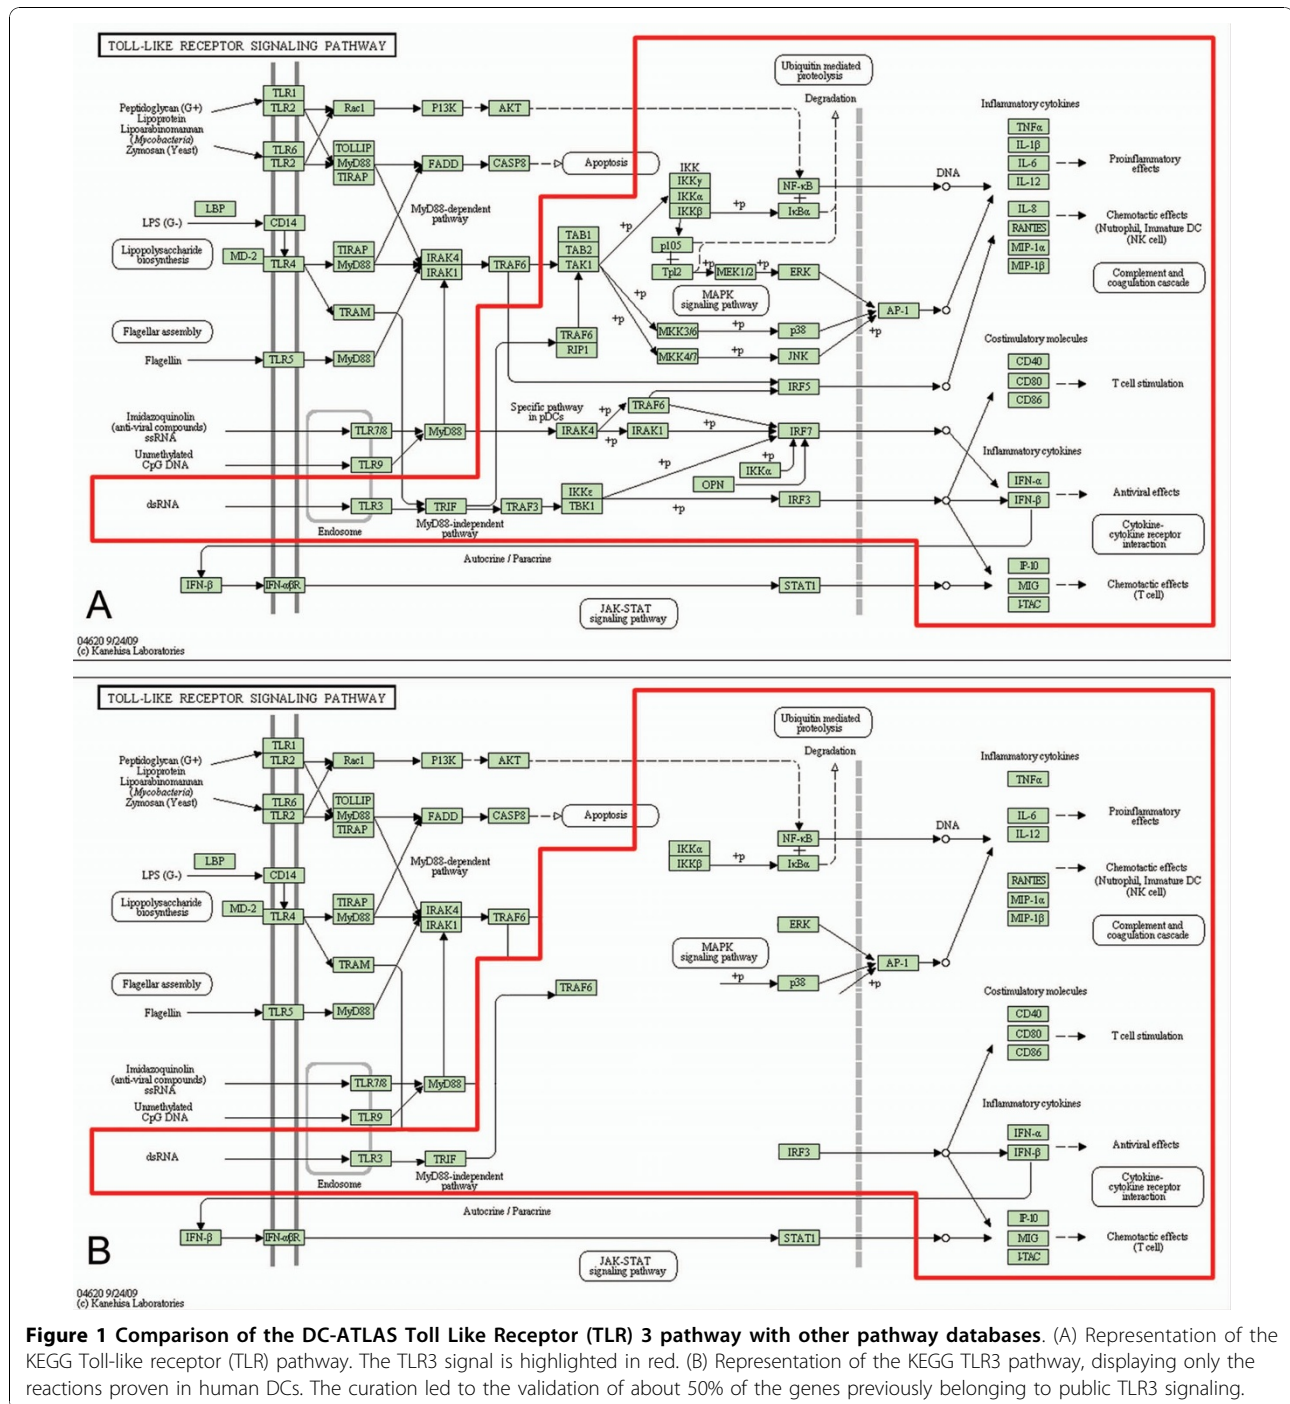 TOLL-LIKE RECEPTOR SIGNALING PATHWAY
Ubiquitin mediated
proteolysis
Degradation
Peptidoglycan (G+)
Lipoprotein
Lipoarabinomannan
(Mycobacteria)
Zymosan (Yeast)
TLR1
TLR2
Rac1
P13K
AKT
TLR6
TLR2
TOLLIP
MyD88
TIRAP
FADD
CASP8
Apoptosis
MyD88-dependent
pathway
LPS (G-)
LBP
CD14
Lipopolysaccharide
biosynthesis
MD-2
TLR4
TIRAP
MyD88
IRAK4
IRAK1
TRAF6
TAB1
TAB2
TAK1
TRAM
Flagellar assembly
Flagellin
TLR5
MyD88
TRAF6
RIP1
IKK
IKKγ
IKKα
IKKβ
+p
NF-κB
IκBα
p105
Tpl2
+p
MEK1/2
+p
ERK
MAPK
signaling pathway
+p
+p
MKK3/6
+p
p38
MKK4/7
+p
JNK
AP-1
+p
DNA
IRF5
Imidazoquinolin
(anti-viral compounds)
ssRNA
Unmethylated
CpG DNA
TLR7/8
TLR9
MyD88
Specific pathway
in pDCs
IRAK4
+p
TRAF6
+p
IRAK1
+p
IRF7
+p
IKKα
+p
OPN
dsRNA
TLR3
Endosome
TRIF
MyD88-independent
pathway
TRAF3
IKKε
TBK1
+p
IRF3
Autocrine / Paracrine
IFN-β
IFN-αβR
STAT1
JAK-STAT
signaling pathway
Inflammatory cytokines
TNFα
IL-1β
IL-6
IL-12
Proinflammatory
effects
IL-8
RANTES
MIP-1α
MIP-1β
Chemotactic effects
(Nutrophil, Immature DC
(NK cell)
Complement and
coagulation cascade
Costimulatory molecules
CD40
CD80
CD86
T cell stimulation
Inflammatory cytokines
IFN-α
IFN-β
Antiviral effects
Cytokine-
cytokine receptor
interaction
IP-10
MIG
I-TAC
Chemotactic effects
(T cell)
A
04620 9/24/09
(c) Kanehisa Laboratories
TOLL-LIKE RECEPTOR SIGNALING PATHWAY
Ubiquitin mediated
proteolysis
Degradation
Peptidoglycan (G+)
Lipoprotein
Lipoarabinomannan
(Mycobacteria)
Zymosan (Yeast)
TLR1
TLR2
Rac1
P13K
AKT
TLR6
TLR2
TOLLIP
MyD88
TIRAP
FADD
CASP8
Apoptosis
MyD88-dependent
pathway
LPS (G-)
LBP
CD14
Lipopolysaccharide
biosynthesis
MD-2
TLR4
TIRAP
MyD88
IRAK4
IRAK1
TRAF6
TRAM
Flagellar assembly
Flagellin
TLR5
MyD88
TRAF6
IKKα
IKKβ
+p
NF-κB
IκBα
ERK
MAPK
signaling pathway
+p
p38
AP-1
+p
DNA
Imidazoquinolin
(anti-viral compounds)
ssRNA
Unmethylated
CpG DNA
TLR7/8
TLR9
MyD88
dsRNA
TLR3
Endosome
TRIF
MyD88-independent
pathway
IRF3
Autocrine / Paracrine
IFN-β
IFN-αβR
STAT1
JAK-STAT
signaling pathway
Inflammatory cytokines
TNFα
IL-6
IL-12
Proinflammatory
effects
RANTES
MIP-1α
MIP-1β
Chemotactic effects
(Nutrophil, Immature DC
(NK cell)
Complement and
coagulation cascade
Costimulatory molecules
CD40
CD80
CD86
T cell stimulation
Inflammatory cytokines
IFN-α
IFN-β
Antiviral effects
Cytokine-
cytokine receptor
interaction
IP-10
MIG
I-TAC
Chemotactic effects
(T cell)
B
04620 9/24/09
(c) Kanehisa Laboratories
Figure 1 Comparison of the DC-ATLAS Toll Like Receptor (TLR) 3 pathway with other pathway databases. (A) Representation of the
KEGG Toll-like receptor (TLR) pathway. The TLR3 signal is highlighted in red. (B) Representation of the KEGG TLR3 pathway, displaying only the
reactions proven in human DCs. The curation led to the validation of about 50% of the genes previously belonging to public TLR3 signaling.